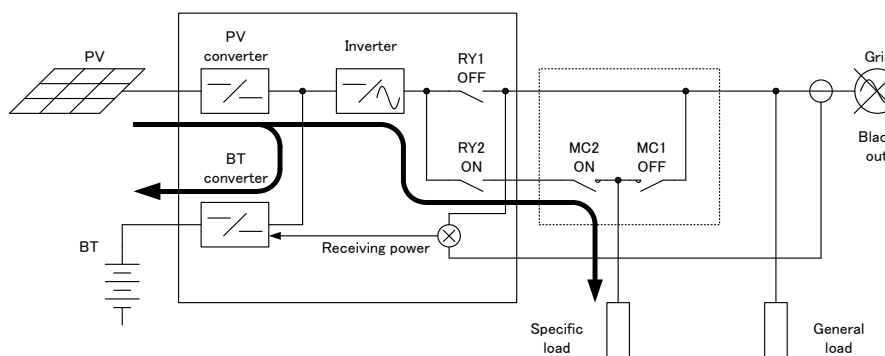 PV
PV
converter
Inverter
RY1
OFF
Gri
Blac
out
BT
converter
RY2
ON
MC2
ON
MC1
OFF
BT
Receiving power
Specific
load
General
load